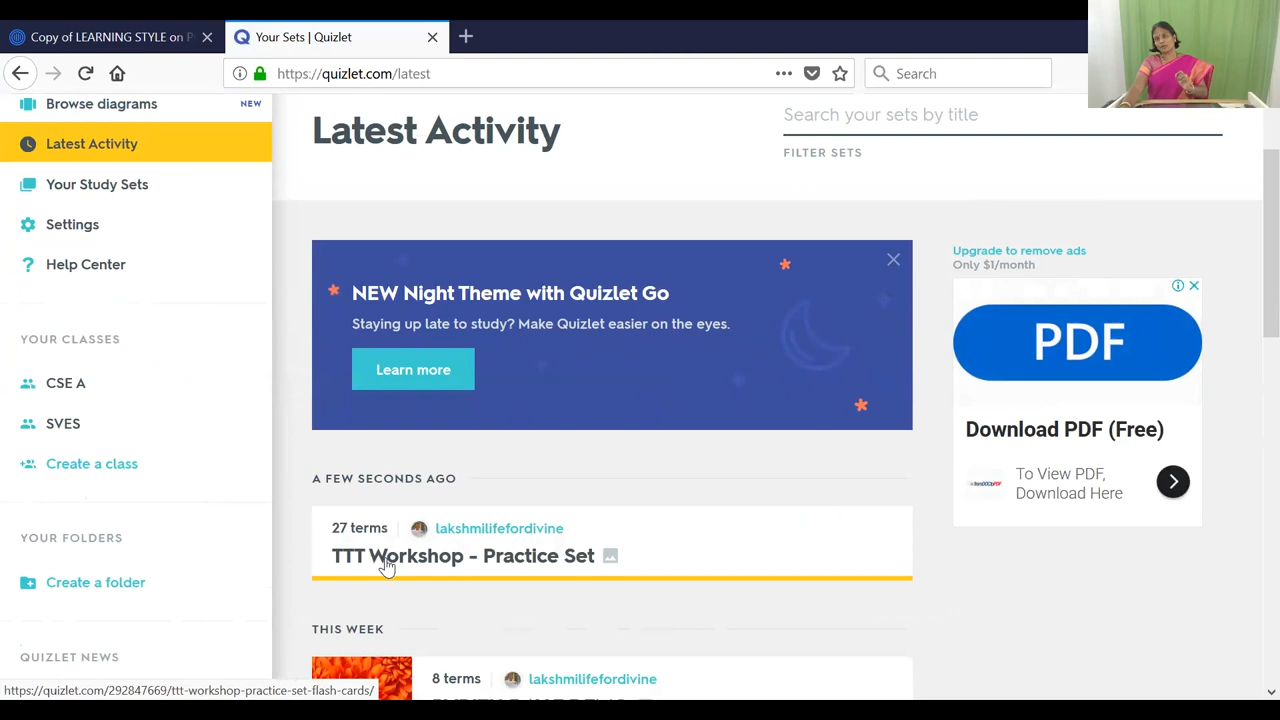 Copy of LEARNING STYLE on P
Your Sets | Quizlet
https://quizlet.com/latest
Search
Browse diagrams
NEW
Latest Activity
Your Study Sets
Settings
Help Center
YOUR CLASSES
CSE A
SVES
Create a class
YOUR FOLDERS
Create a folder
QUIZLET NEWS
https://quizlet.com/292847669/ttt-workshop-practice-set-flash-cards/
Latest Activity
Search your sets by title
FILTER SETS
NEW Night Theme with Quizlet Go
Staying up late to study? Make Quizlet easier on the eyes.
Learn more
A FEW SECONDS AGO
27 terms
lakshmilifefordivine
TTT Workshop - Practice Set
THIS WEEK
8 terms
lakshmilifefordivine
Upgrade to remove ads
Only $1/month
PDF
Download PDF (Free)
To View PDF,
Download Here